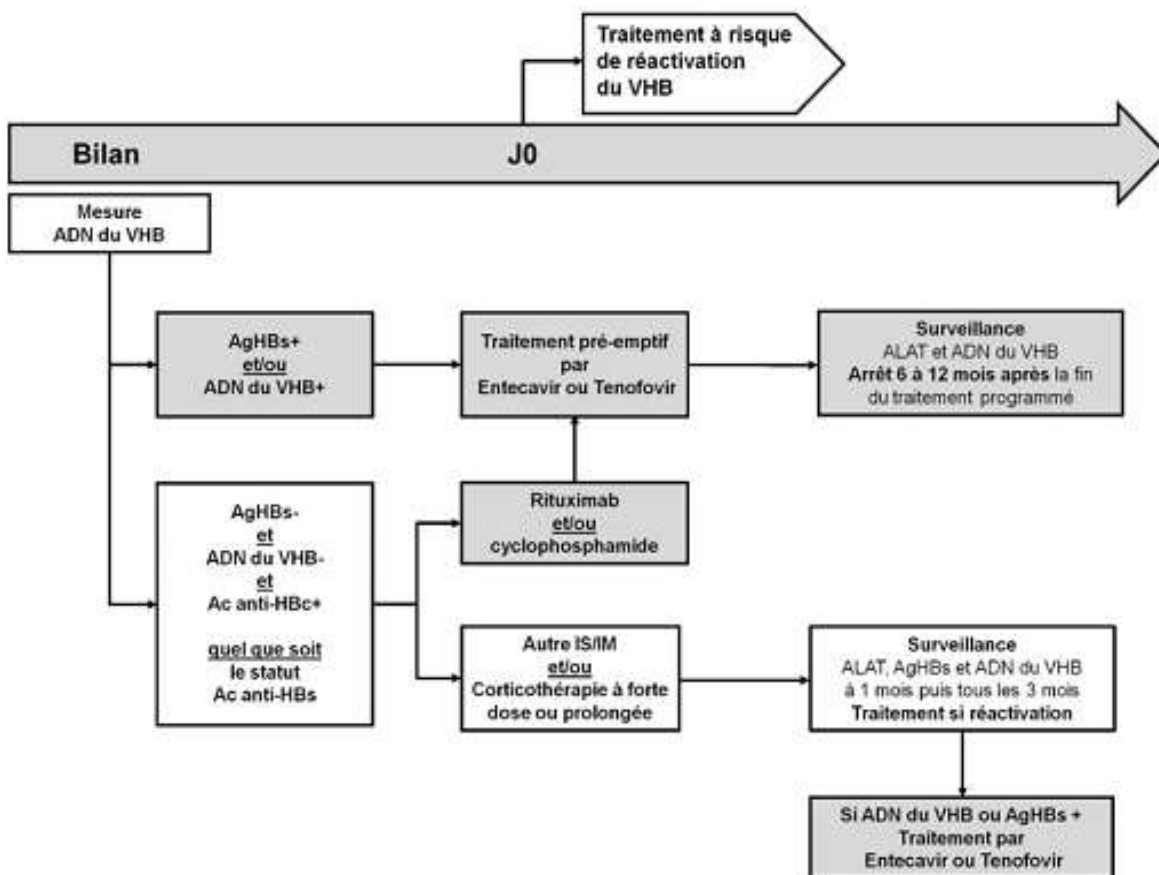 Traitement à risque
de réactivation
du VHB
Bilan
J0
Mesure
ADN du VHB
AgHBs+
et/ou
ADN du VHB+
Traitement pré-emptif
par
Entecavir ou Tenofovir
Surveillance
ALAT et ADN du VHB
Arrêt 6 à 12 mois après la fin
du traitement programmé
AgHBs-
et
ADN du VHB-
et
Ac anti-HBc+
quel que soit
le statut
Ac anti-HBs
Rituximab
et/ou
cyclophosphamide
Autre IS/IM
et/ou
Corticothérapie à forte
dose ou prolongée
Surveillance
ALAT, AgHBs et ADN du VHB
à 1 mois puis tous les 3 mois
Traitement si réactivation
Si ADN du VHB ou AgHBs +
Traitement par
Entecavir ou Tenofovir